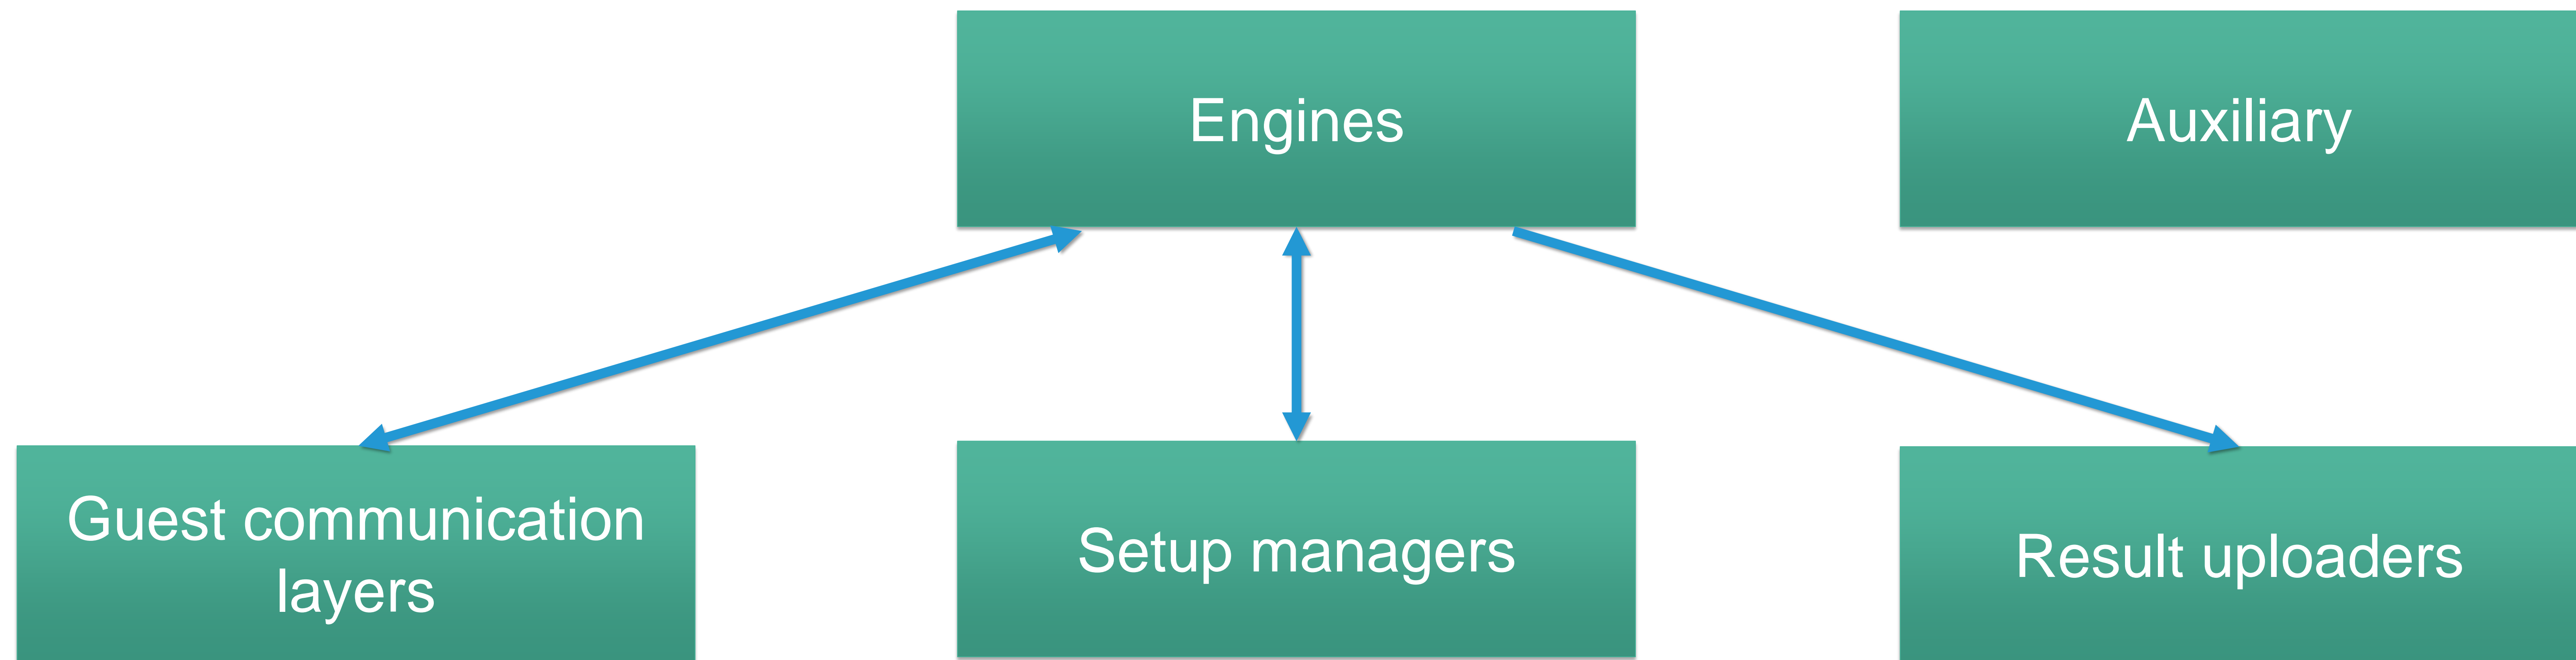 Engines
Auxiliary
Guest communication
layers
Setup managers
Result uploaders